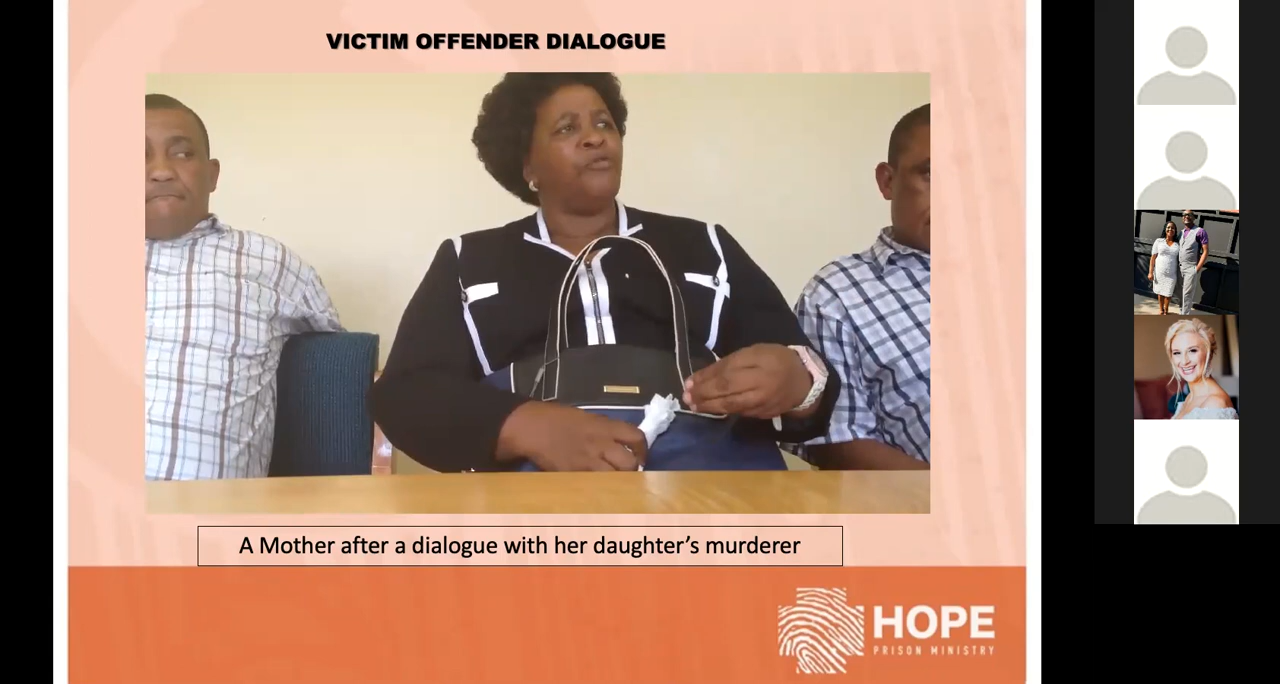 VICTIM OFFENDER DIALOGUE
A Mother after a dialogue with her daughter’s murderer
HOPE
PRISON MINISTRY